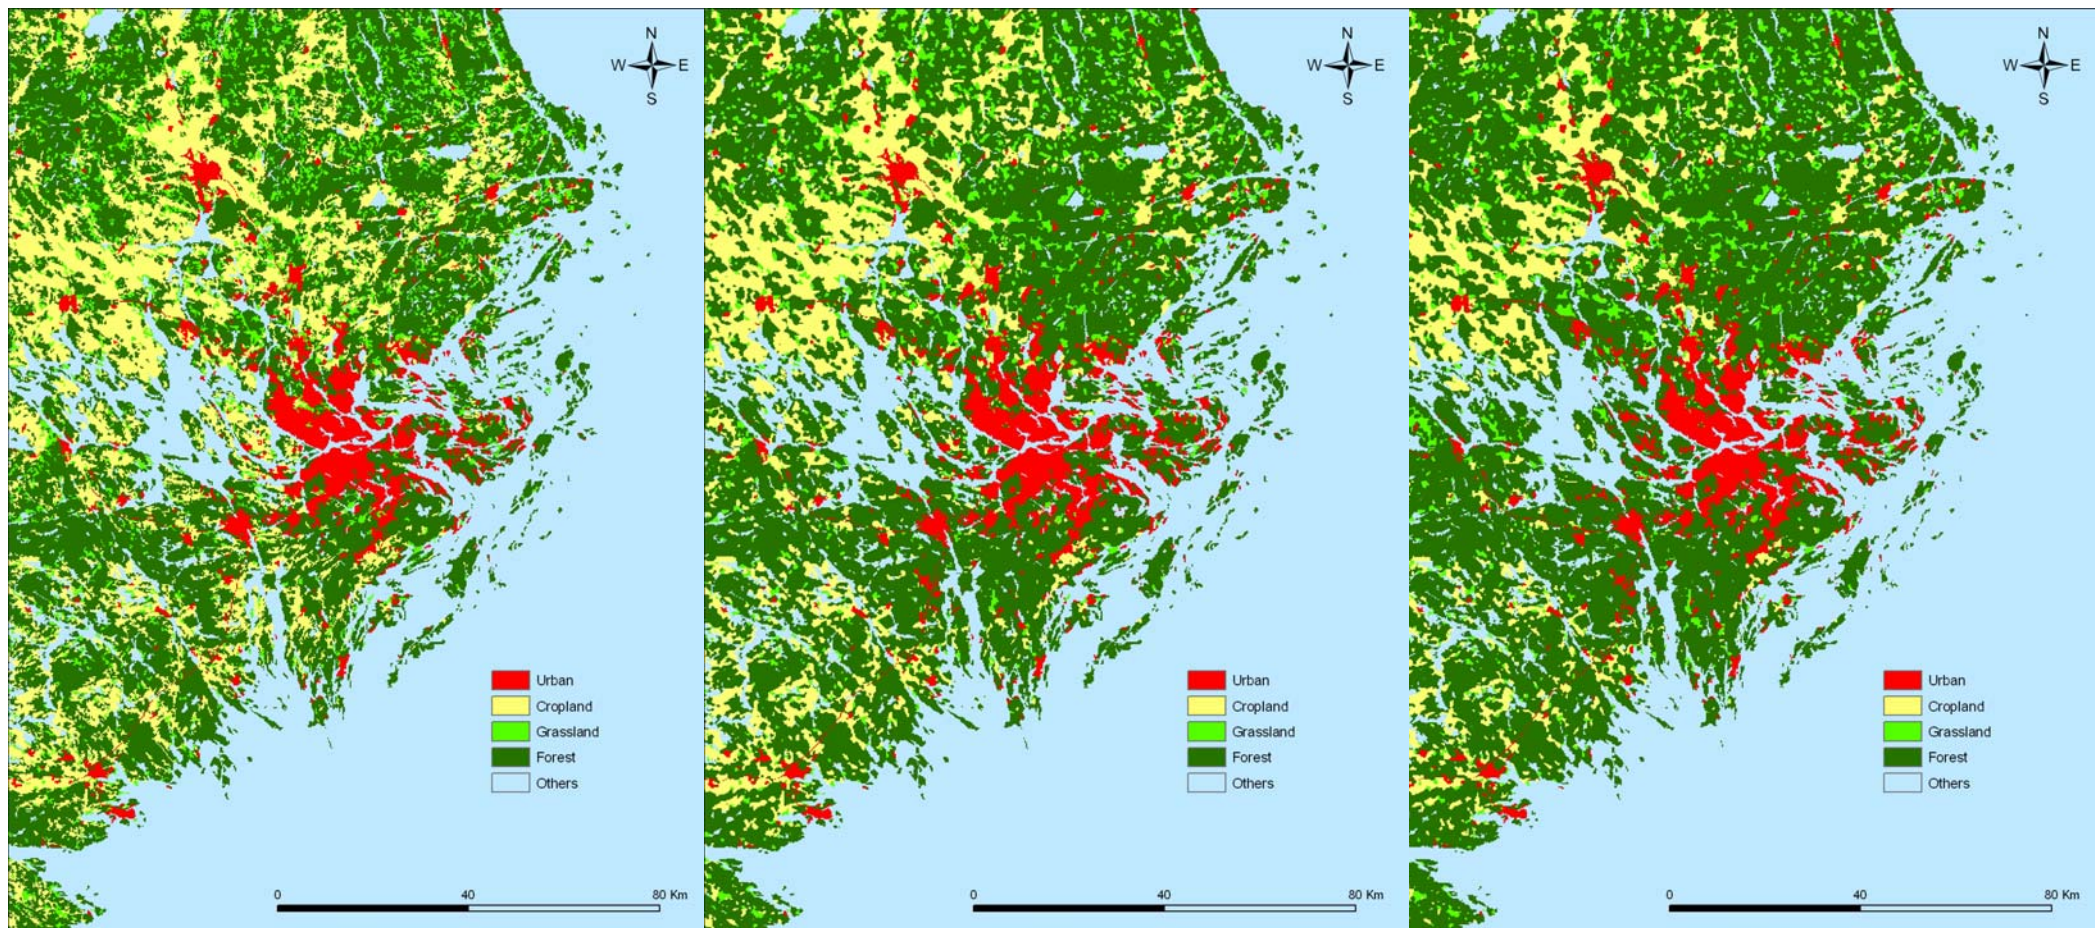 N
W E
S
Urban
Cropland
Grassland
Forest
Others
0 40 80 Km
N
W E
S
Urban
Cropland
Grassland
Forest
Others
0 40 80 Km
N
W E
S
Urban
Cropland
Grassland
Forest
Others
0 40 80 Km